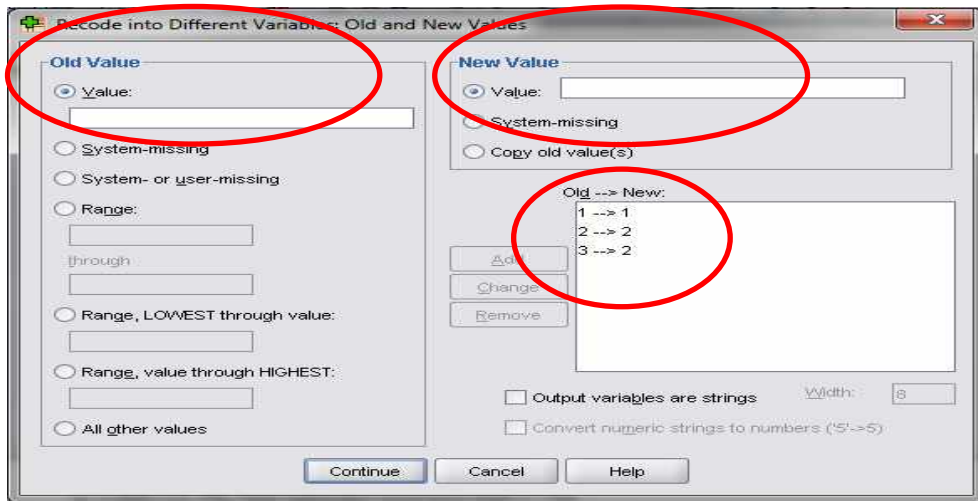 Recode into Different Variables: Old and New Values
Old Value
Value:
System-missing
System- or user-missing
Range:
through
Range, LOWEST through value:
Range, value through HIGHEST:
All other values
New Value
Value:
System-missing
Copy old value(s)
Old --> New:
1 --> 1
2 --> 2
3 --> 2
Add
Change
Remove
Output variables are strings
Width:
8
Convert numeric strings to numbers ('5'->5)
Continue
Cancel
Help